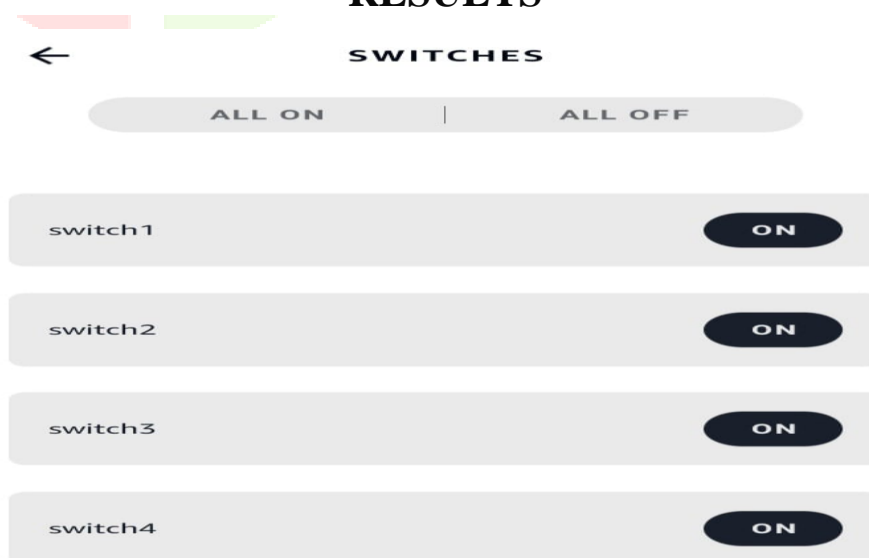 RESULTS
SWITCHES
ALL ON | ALL OFF
switch1 ON
switch2 ON
switch3 ON
switch4 ON